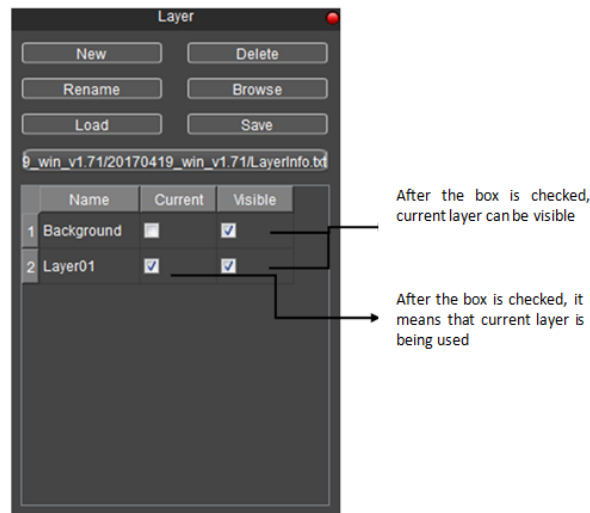 Layer
New Delete
Rename Browse
Load Save
9_win_v1.71/20170419_win_v1.71/LayerInfo.txt
Name Current Visible
1 Background
2 Layer01
After the box is checked,
current layer can be visible
After the box is checked, it
means that current layer is
being used